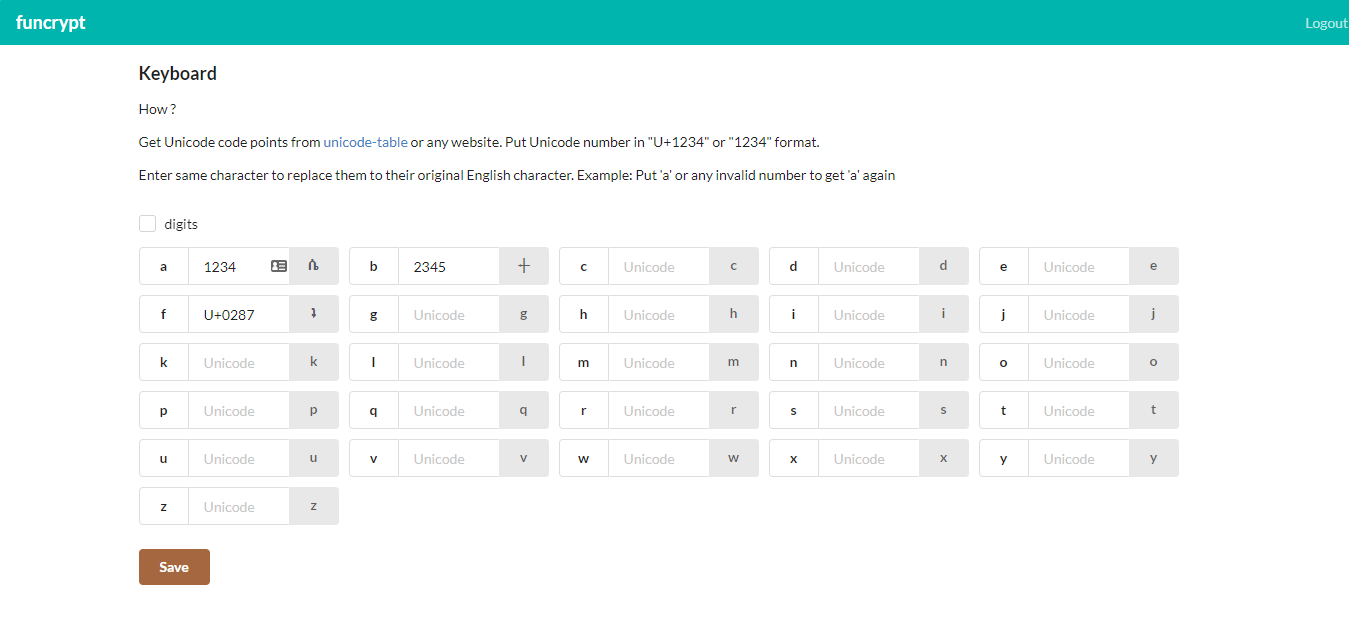 funcrypt Logout
Keyboard
How ?
Get Unicode code points from unicode-table or any website. Put Unicode number in "U+1234" or "1234" format.
Enter same character to replace them to their original English character. Example: Put 'a' or any invalid number to get 'a' again
digits
a 1234 ሴ b 2345 ⍅ c Unicode c d Unicode d e Unicode e
f U+0287 ʇ g Unicode g h Unicode h i Unicode i j Unicode j
k Unicode k l Unicode l m Unicode m n Unicode n o Unicode o
p Unicode p q Unicode q r Unicode r s Unicode s t Unicode t
u Unicode u v Unicode v w Unicode w x Unicode x y Unicode y
z Unicode z
Save